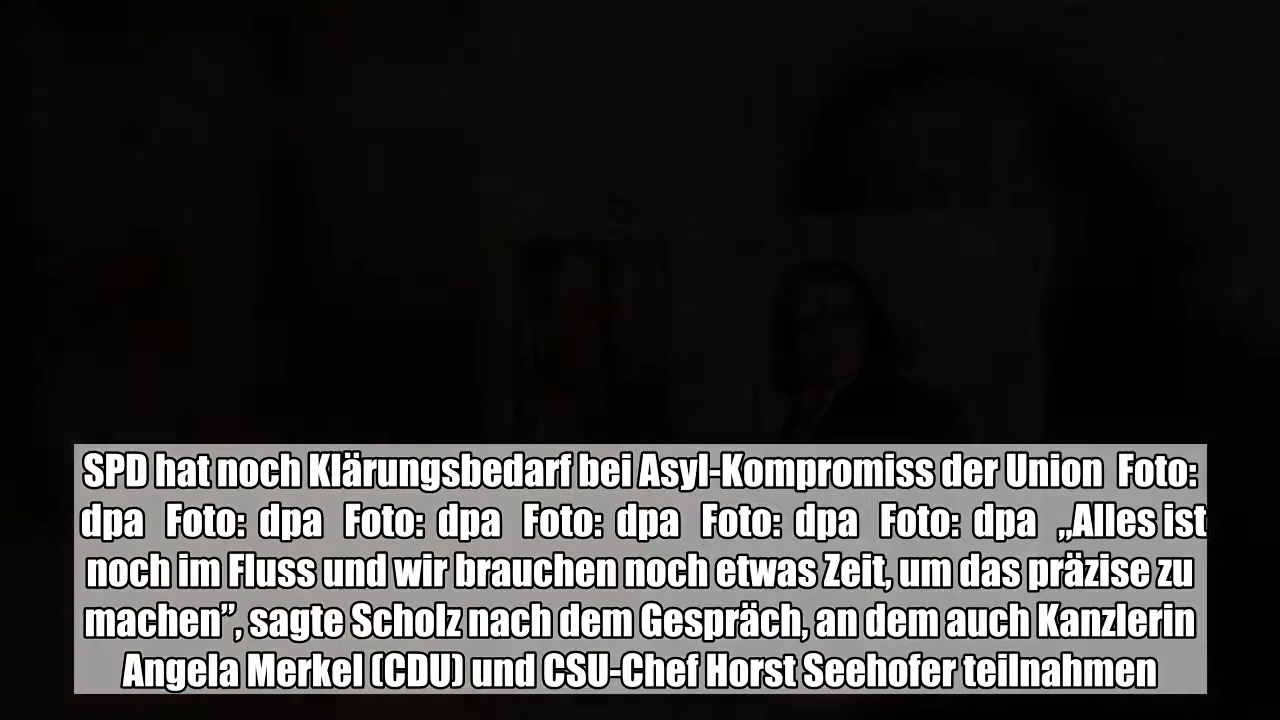 SPD hat noch Klärungsbedarf bei Asyl-Kompromiss der Union  Foto:
dpa   Foto:  dpa   Foto:  dpa   Foto:  dpa   Foto:  dpa   Foto:  dpa   „Alles ist
noch im Fluss und wir brauchen noch etwas Zeit, um das präzise zu
machen”, sagte Scholz nach dem Gespräch, an dem auch Kanzlerin
Angela Merkel (CDU) und CSU-Chef Horst Seehofer teilnahmen